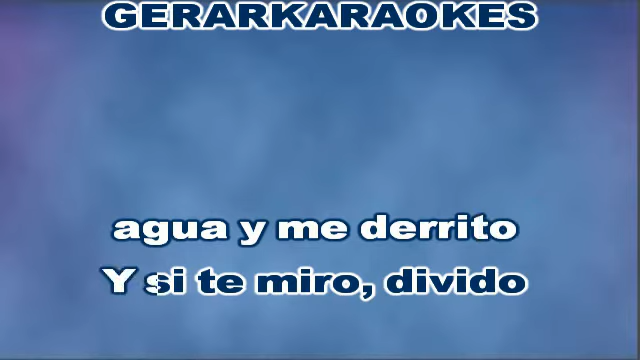 GERARKARAOKES
agua y me derrito
Y si te miro, divido